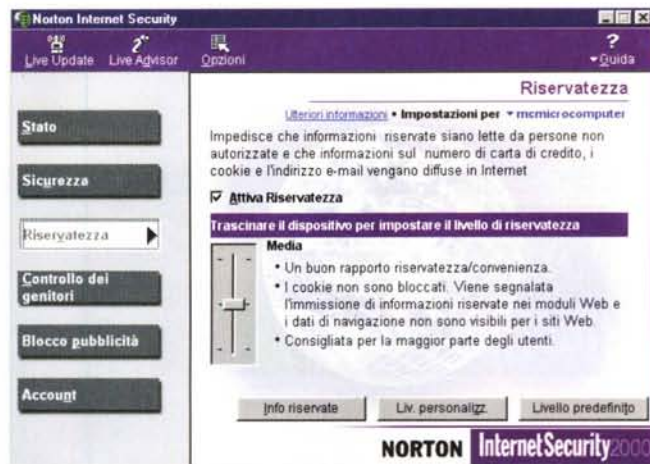 Norton Internet Security
Live Update Live Advisor Opzioni ? Guida
Riservatezza
Ulteriori informazioni • Impostazioni per mcmicrocomputer
Impedisce che informazioni riservate siano lette da persone non
autorizzate e che informazioni sul numero di carta di credito, i
cookie e l'indirizzo e-mail vengano diffuse in Internet
Attiva Riservatezza
Trascinare il dispositivo per impostare il livello di riservatezza
Media
• Un buon rapporto riservatezza/convenienza.
• I cookie non sono bloccati. Viene segnalata
l'immissione di informazioni riservate nei moduli Web e
i dati di navigazione non sono visibili per i siti Web.
• Consigliata per la maggior parte degli utenti.
Stato
Sicurezza
Riservatezza
Controllo dei
genitori
Blocco pubblicità
Account
Info riservate Liv. personalizz. Livello predefinito
NORTON Internet Security 2000